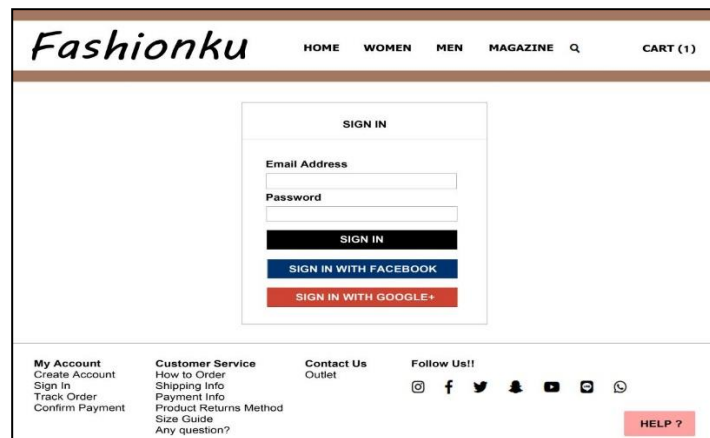 Fashionku
HOME WOMEN MEN MAGAZINE CART (1)
SIGN IN
Email Address
Password
SIGN IN
SIGN IN WITH FACEBOOK
SIGN IN WITH GOOGLE+
My Account
Create Account
Sign In
Track Order
Confirm Payment
Customer Service
How to Order
Shipping Info
Payment Info
Product Returns Method
Size Guide
Any question?
Contact Us
Outlet
Follow Us!!
HELP ?